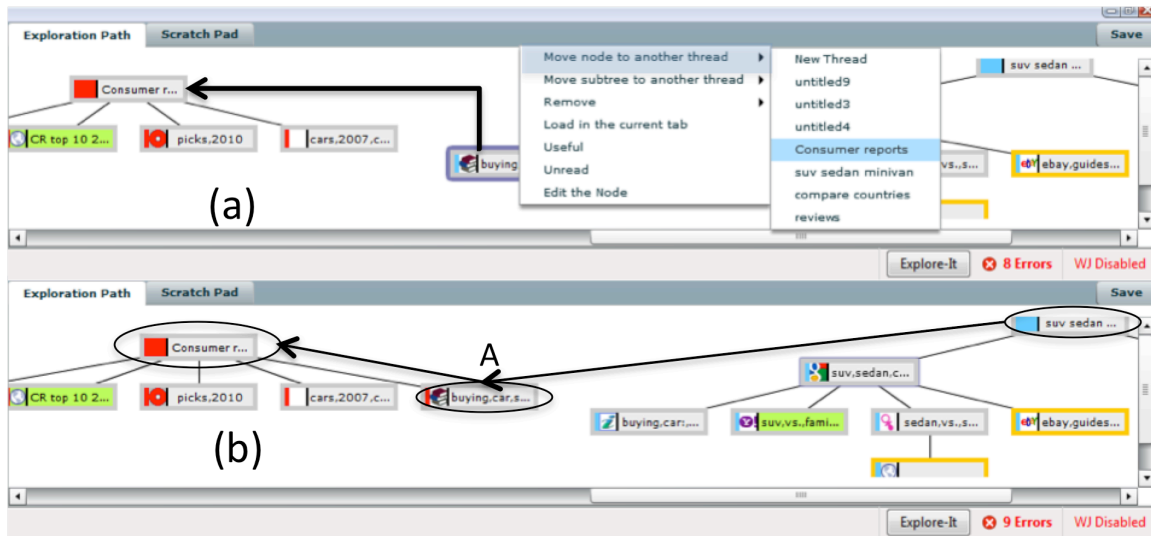 Exploration Path Scratch Pad Save
Move node to another thread
Move subtree to another thread
Remove
Load in the current tab
Useful
Unread
Edit the Node
New Thread
untitled9
untitled3
untitled4
Consumer reports
suv sedan minivan
compare countries
reviews
suv sedan ...
Consumer r...
CR top 10 2...
picks,2010
cars,2007,c...
buying
vs.,s...
ebay,guides...
(a)
Explore-It 8 Errors WJ Disabled
Exploration Path Scratch Pad Save
suv sedan ...
Consumer r...
A
suv,sedan,c...
CR top 10 2...
picks,2010
cars,2007,c...
buying,car,s...
buying,car:,...
suv,vs.,fami...
sedan,vs.,s...
ebay,guides...
(b)
Explore-It 9 Errors WJ Disabled